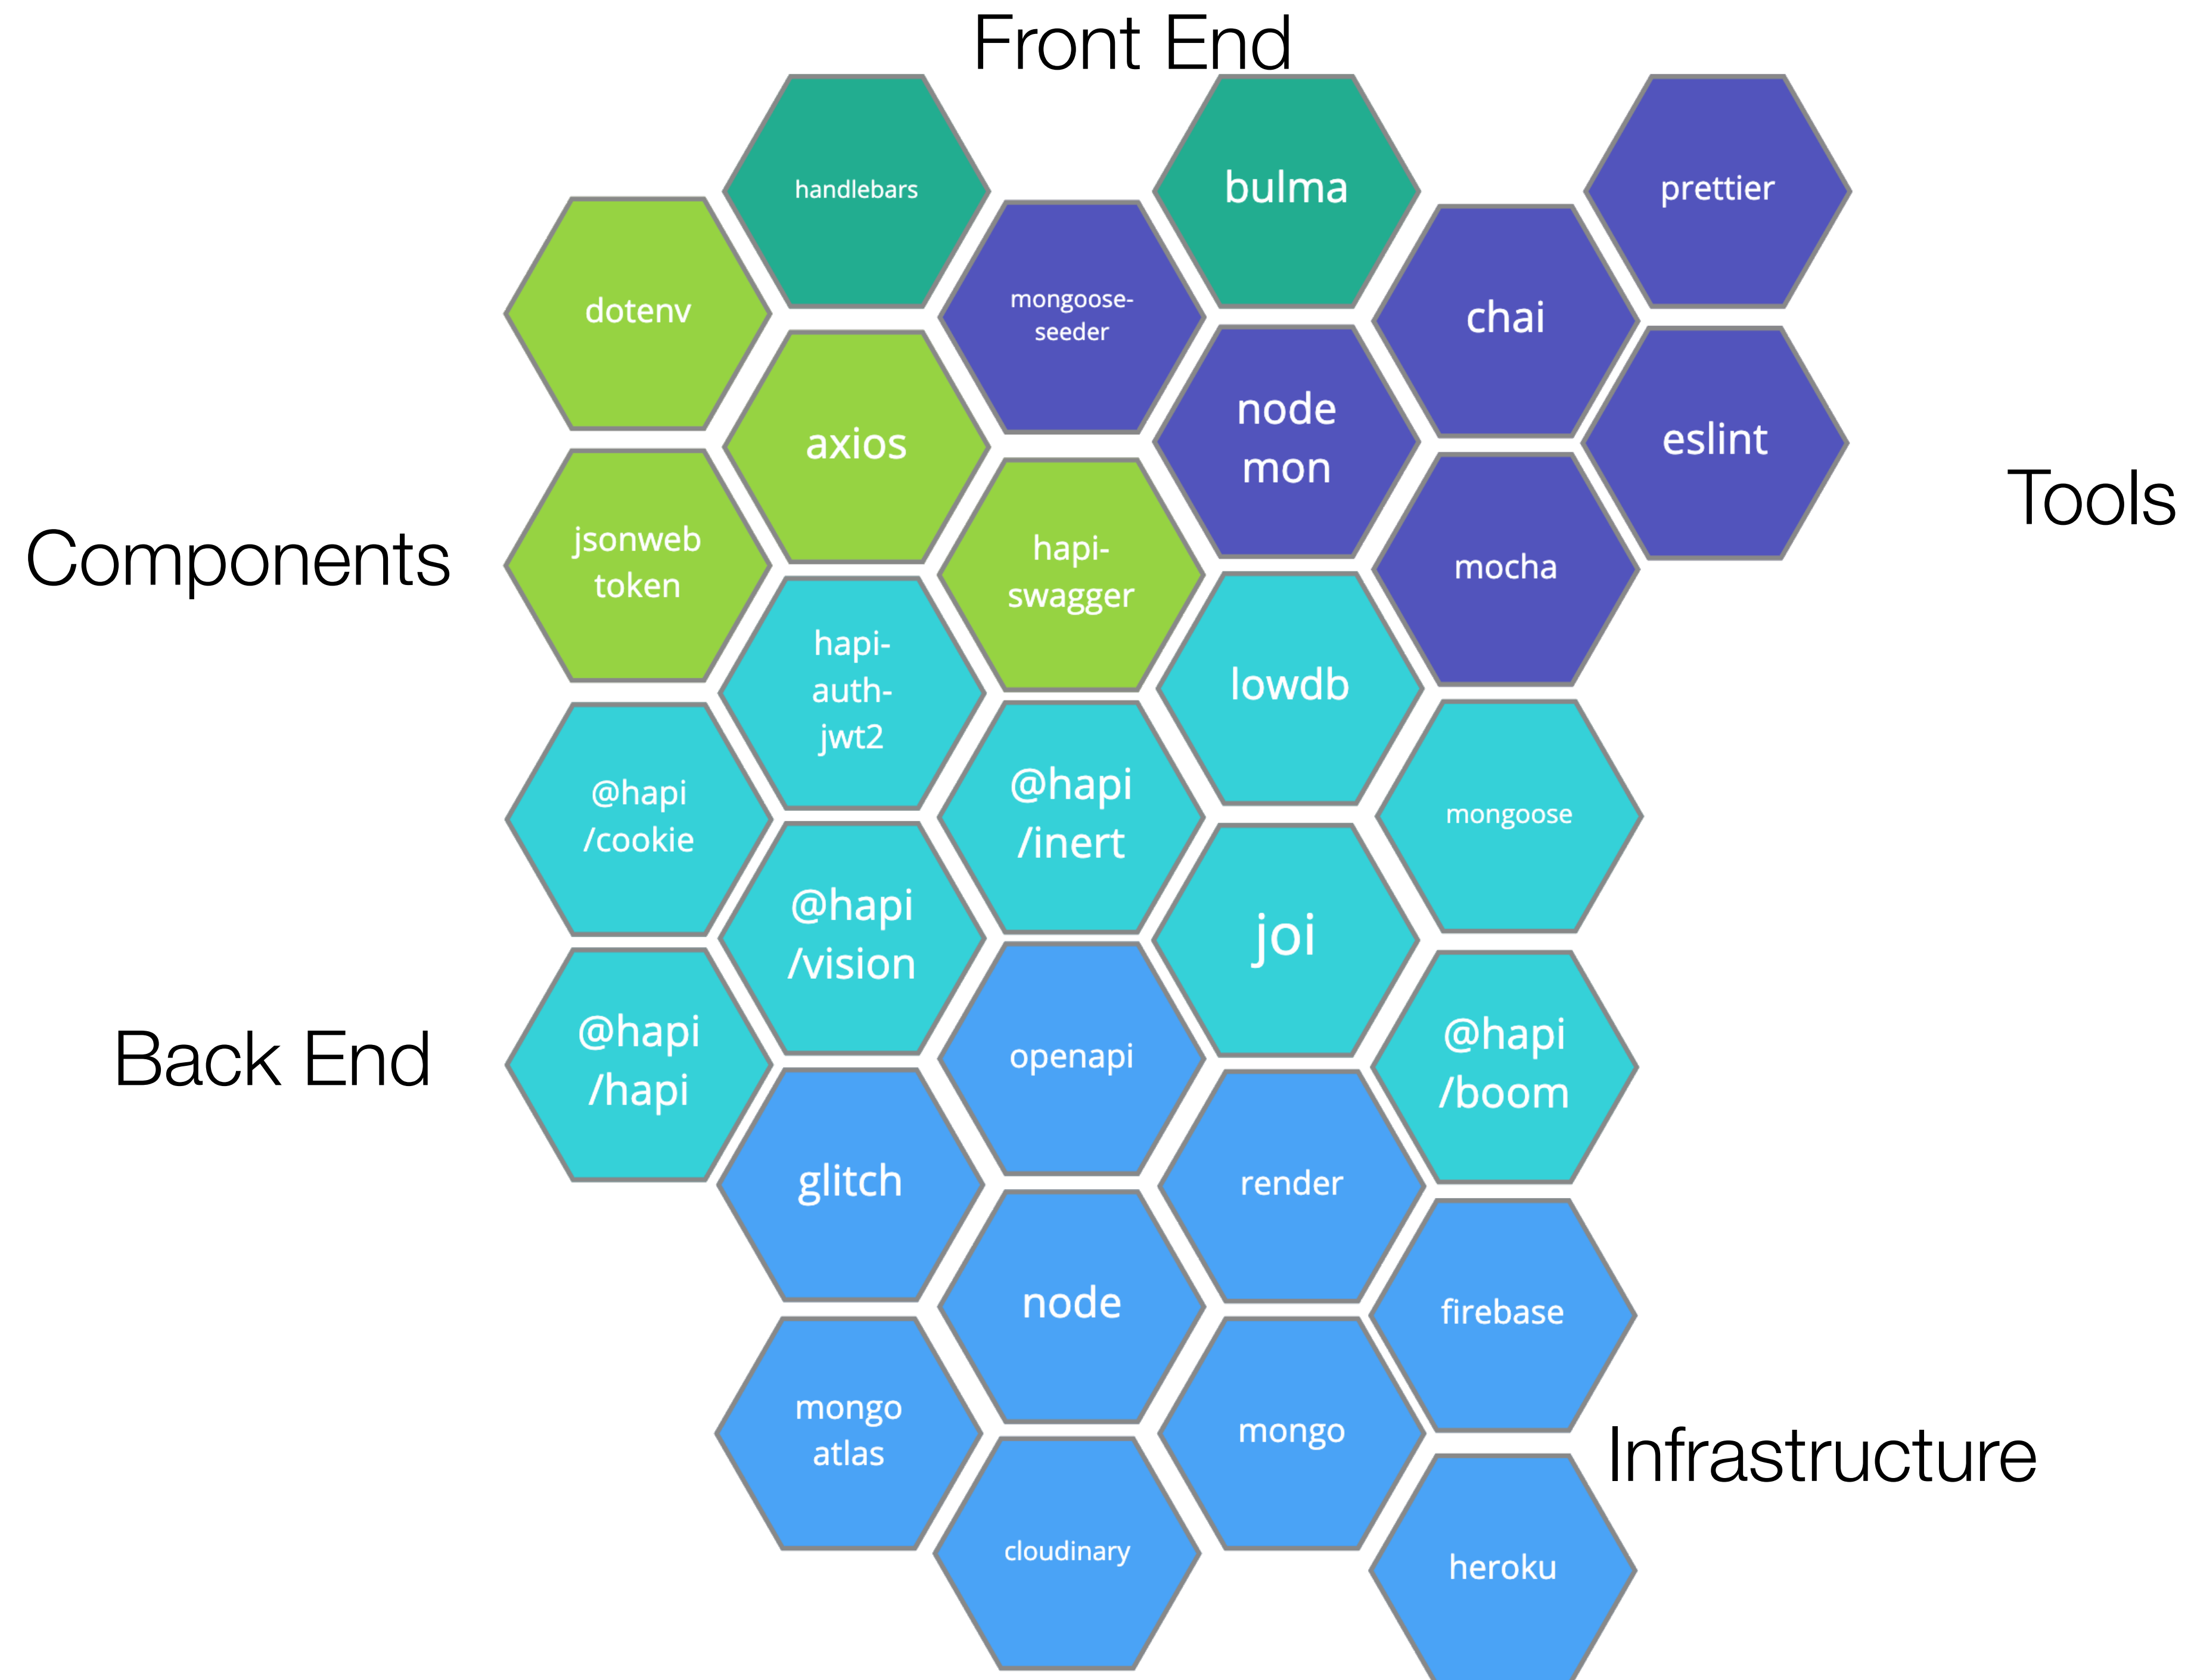 Front End
handlebars
bulma
prettier
dotenv
mongoose-
seeder
chai
node
mon
axios
eslint
Tools
Components
jsonweb
token
hapi-
swagger
mocha
hapi-
auth-
jwt2
lowdb
@hapi
/cookie
@hapi
/inert
mongoose
@hapi
/vision
joi
Back End
@hapi
/hapi
openapi
@hapi
/boom
glitch
render
node
firebase
mongo
atlas
mongo
Infrastructure
cloudinary
heroku